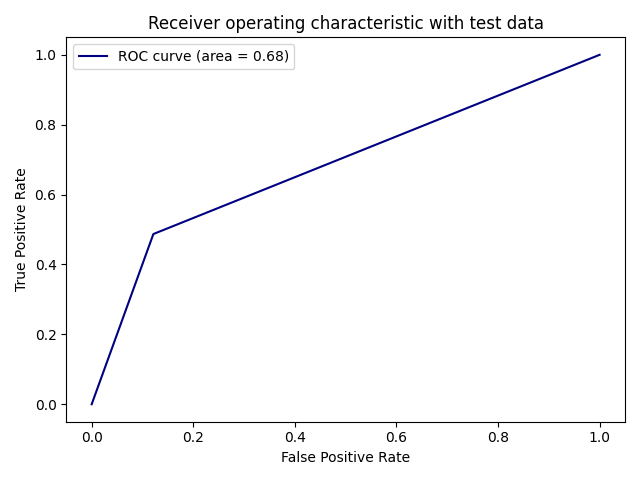 Receiver operating characteristic with test data
ROC curve (area = 0.68)
1.0
0.8
0.6
0.4
0.2
0.0
True Positive Rate
0.0 0.2 0.4 0.6 0.8 1.0
False Positive Rate